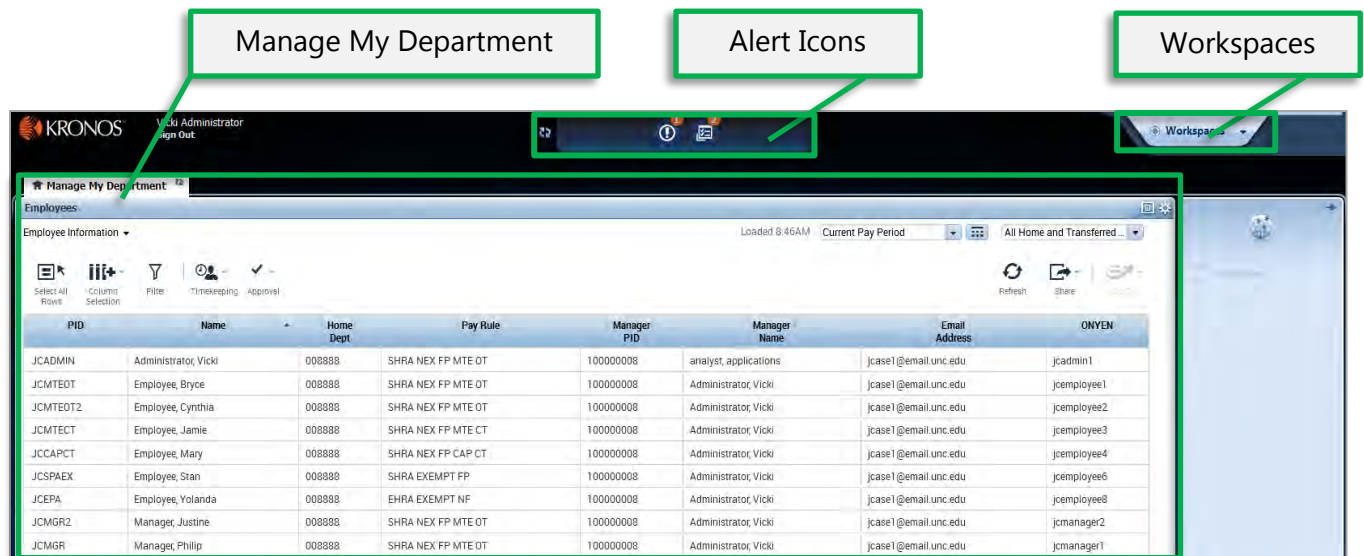 Manage My Department
Alert Icons
Workspaces
KRONOS
Vicki Administrator
Sign Out
1
2
Workspaces
Manage My Department
Employees
Employee Information
Loaded 8:46AM
Current Pay Period
All Home and Transferred ...
Select All Rows
Column Selection
Filter
Timekeeping
Approval
Refresh
Share
PID Name Home Dept Pay Rule Manager PID Manager Name Email Address ONYEN
JCADMIN Administrator, Vicki 008888 SHRA NEX FP MTE OT 100000008 analyst, applications jcase1@email.unc.edu jcadmin1
JCMTEOT Employee, Bryce 008888 SHRA NEX FP MTE OT 100000008 Administrator, Vicki jcase1@email.unc.edu jcemployee1
JCMTEOT2 Employee, Cynthia 008888 SHRA NEX FP MTE OT 100000008 Administrator, Vicki jcase1@email.unc.edu jcemployee2
JCMTECT Employee, Jamie 008888 SHRA NEX FP MTE CT 100000008 Administrator, Vicki jcase1@email.unc.edu jcemployee3
JCCAPCT Employee, Mary 008888 SHRA NEX FP CAP CT 100000008 Administrator, Vicki jcase1@email.unc.edu jcemployee4
JCSPAEX Employee, Stan 008888 SHRA EXEMPT FP 100000008 Administrator, Vicki jcase1@email.unc.edu jcemployee6
JCEPA Employee, Yolanda 008888 EHRA EXEMPT NF 100000008 Administrator, Vicki jcase1@email.unc.edu jcemployee8
JCMGR2 Manager, Justine 008888 SHRA NEX FP MTE OT 100000008 Administrator, Vicki jcase1@email.unc.edu jcmanager2
JCMGR Manager, Philip 008888 SHRA NEX FP MTE OT 100000008 Administrator, Vicki jcase1@email.unc.edu jcmanager1